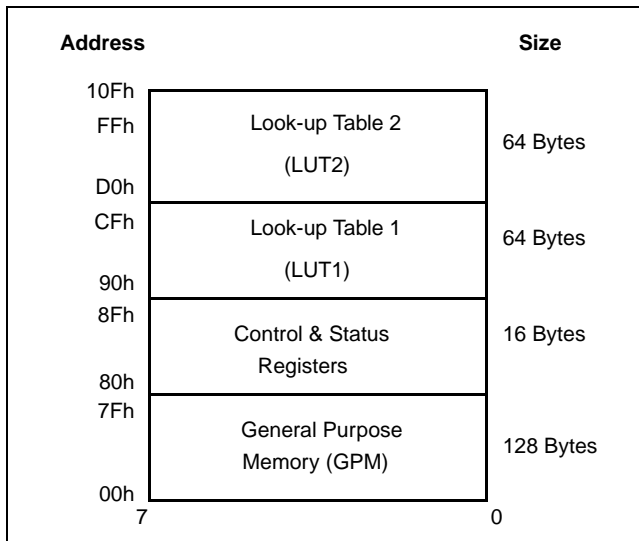 Address Size
10Fh
FFh Look-up Table 2
(LUT2) 64 Bytes
D0h
CFh Look-up Table 1
(LUT1) 64 Bytes
90h
8Fh
Control & Status 16 Bytes
Registers
80h
7Fh
General Purpose
Memory (GPM) 128 Bytes
00h
7 0